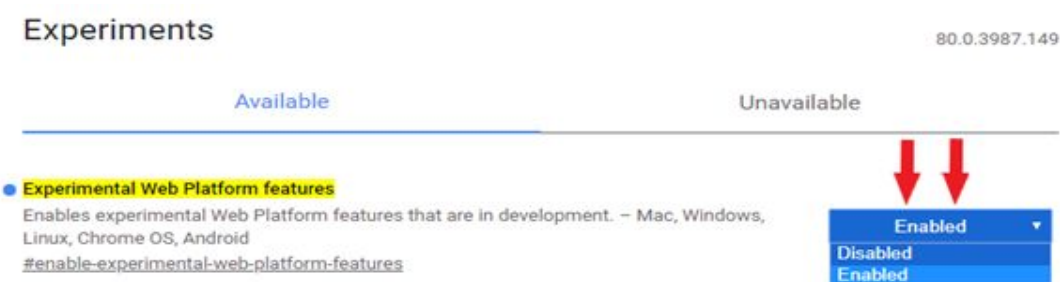 Experiments
80.0.3987.149
Available
Unavailable
Experimental Web Platform features
Enables experimental Web Platform features that are in development. – Mac, Windows,
Linux, Chrome OS, Android
#enable-experimental-web-platform-features
Enabled
Disabled
Enabled